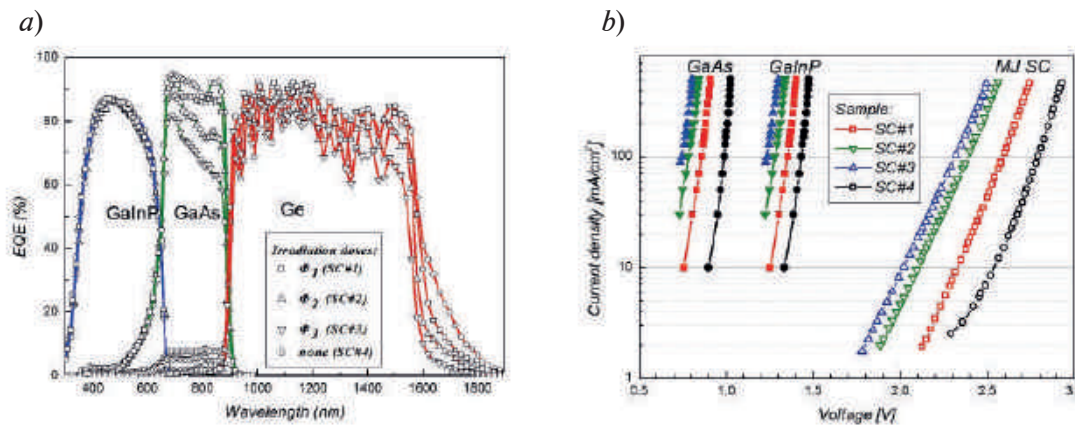 a)
100
80
60
40
20
0
EQE (%)
GaInP
GaAs
Ge
Irradiation doses:
Φ1 (SC#1)
Φ2 (SC#2)
Φ3 (SC#3)
none (SC#4)
400 600 800 1000 1200 1400 1600 1800
Wavelength (nm)
b)
GaAs GaInP MJ SC
Sample:
SC#1
SC#2
SC#3
SC#4
100
10
1
Current density [mA/cm²]
0.5 1.0 1.5 2.0 2.5 3.
Voltage [V]